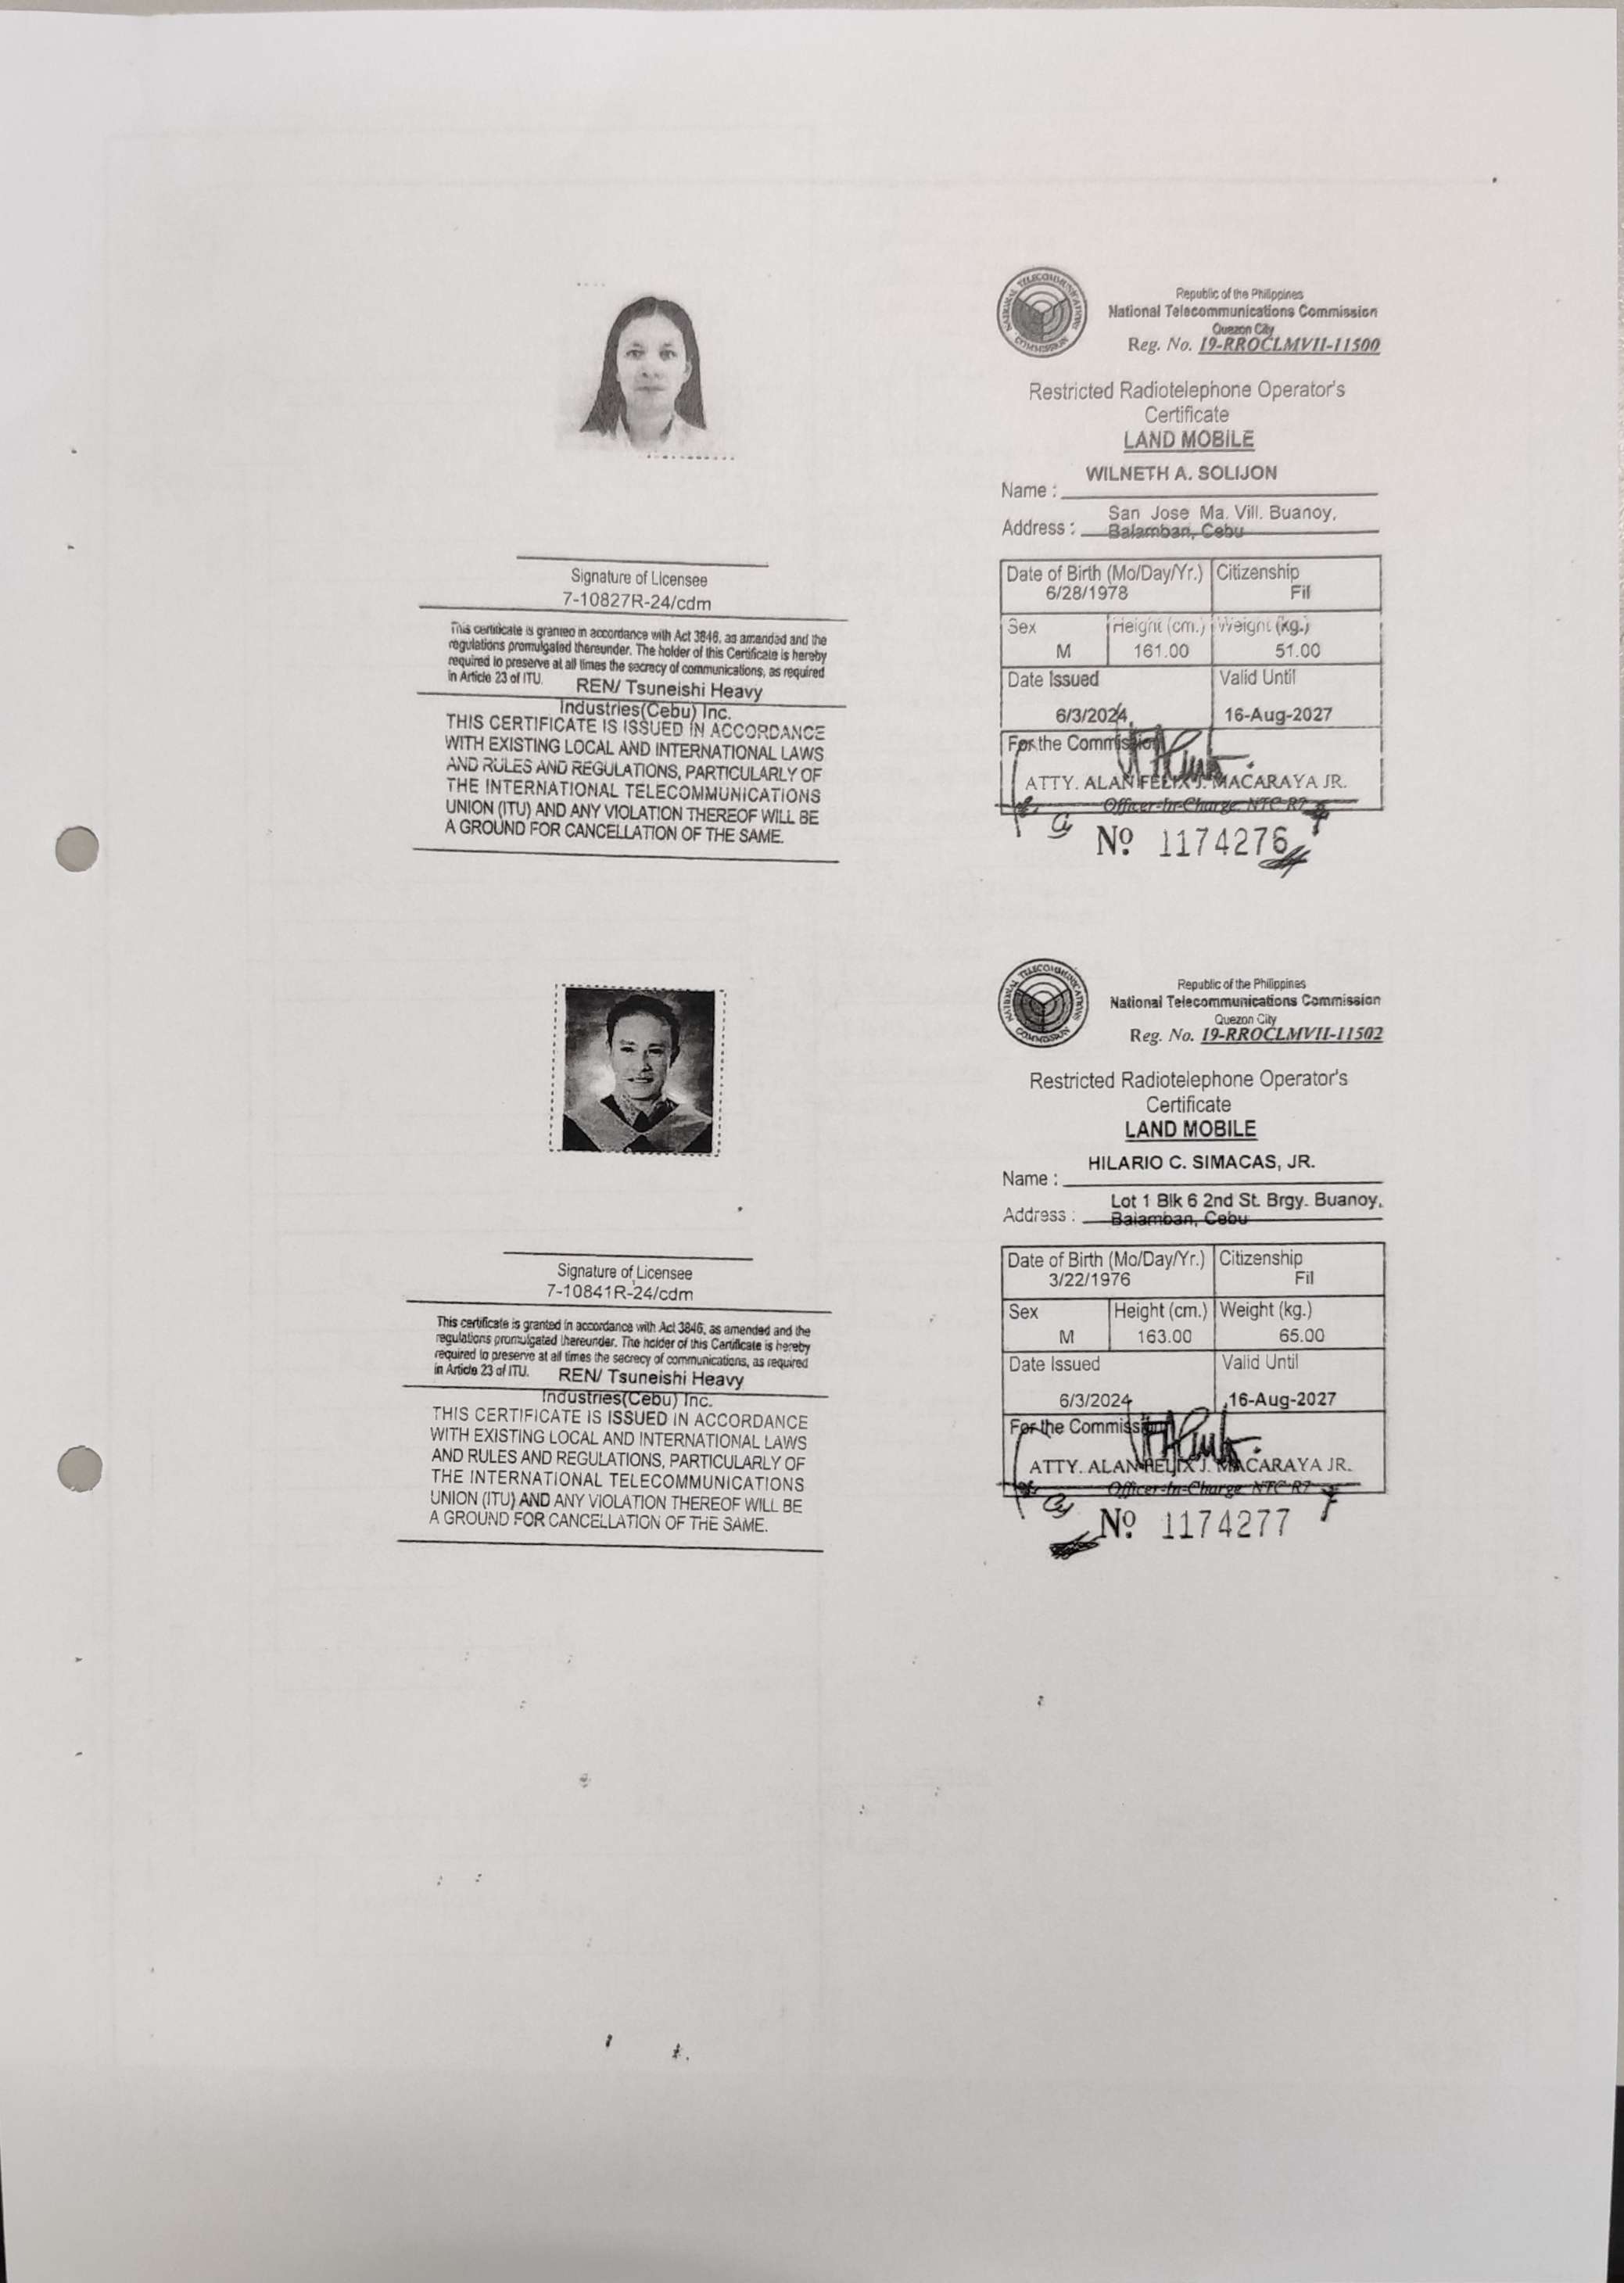 NATIONAL TELECOMMUNICATIONS COMMISSION
Republic of the Philippines
National Telecommunications Commission
Quezon City
Reg. No. 19-RROCLMVII-11500
Restricted Radiotelephone Operator's
Certificate
LAND MOBILE
WILNETH A. SOLIJON
Name :
San Jose Ma. Vill. Buanoy,
Address : Balamban, Cebu
Date of Birth (Mo/Day/Yr.) Citizenship
6/28/1978 Fil
Sex Height (cm.) Weight (kg.)
M 161.00 51.00
Date Issued Valid Until
6/3/2024 16-Aug-2027
For the Commission
ATTY. ALAN FELIX J. MACARAYA JR.
Officer-In-Charge, NTC-R7
Nº 1174276
Signature of Licensee
7-10827R-24/cdm
This certificate is granted in accordance with Act 3846, as amended and the
regulations promulgated thereunder. The holder of this Certificate is hereby
required to preserve at all times the secrecy of communications, as required
in Article 23 of ITU. REN/ Tsuneishi Heavy
Industries(Cebu) Inc.
THIS CERTIFICATE IS ISSUED IN ACCORDANCE
WITH EXISTING LOCAL AND INTERNATIONAL LAWS
AND RULES AND REGULATIONS, PARTICULARLY OF
THE INTERNATIONAL TELECOMMUNICATIONS
UNION (ITU) AND ANY VIOLATION THEREOF WILL BE
A GROUND FOR CANCELLATION OF THE SAME.
NATIONAL TELECOMMUNICATIONS COMMISSION
Republic of the Philippines
National Telecommunications Commission
Quezon City
Reg. No. 19-RROCLMVII-11502
Restricted Radiotelephone Operator's
Certificate
LAND MOBILE
HILARIO C. SIMACAS, JR.
Name :
Lot 1 Blk 6 2nd St. Brgy. Buanoy,
Address : Balamban, Cebu
Date of Birth (Mo/Day/Yr.) Citizenship
3/22/1976 Fil
Sex Height (cm.) Weight (kg.)
M 163.00 65.00
Date Issued Valid Until
6/3/2024 16-Aug-2027
For the Commission
ATTY. ALAN FELIX J. MACARAYA JR.
Officer-In-Charge, NTC-R7
Nº 1174277
Signature of Licensee
7-10841R-24/cdm
This certificate is granted in accordance with Act 3846, as amended and the
regulations promulgated thereunder. The holder of this Certificate is hereby
required to preserve at all times the secrecy of communications, as required
in Article 23 of ITU. REN/ Tsuneishi Heavy
Industries(Cebu) Inc.
THIS CERTIFICATE IS ISSUED IN ACCORDANCE
WITH EXISTING LOCAL AND INTERNATIONAL LAWS
AND RULES AND REGULATIONS, PARTICULARLY OF
THE INTERNATIONAL TELECOMMUNICATIONS
UNION (ITU) AND ANY VIOLATION THEREOF WILL BE
A GROUND FOR CANCELLATION OF THE SAME.